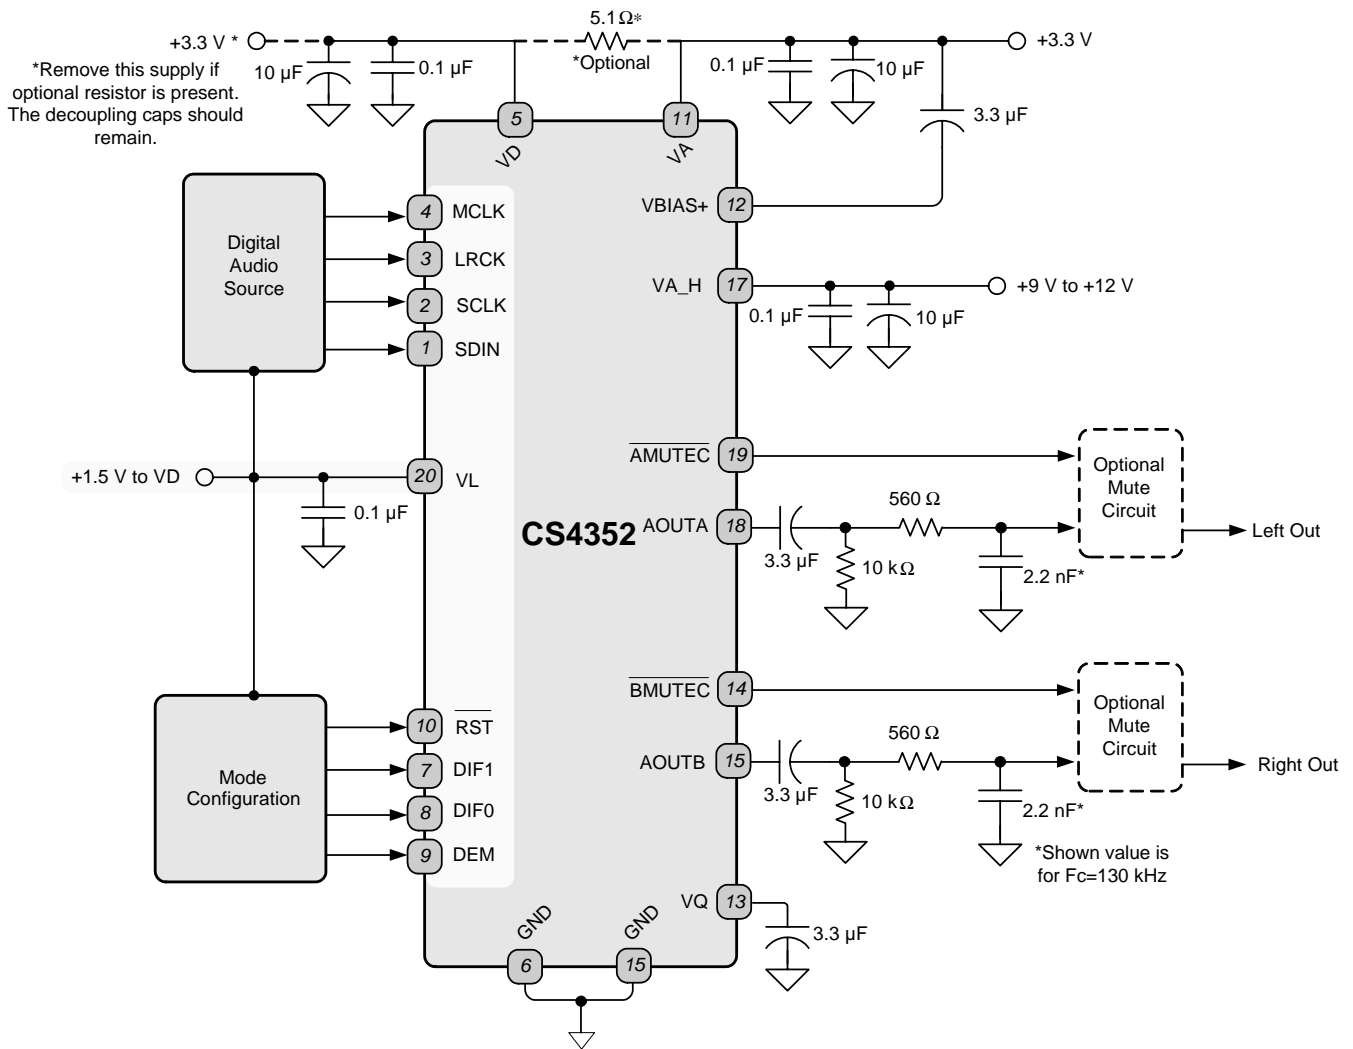 5.1Ω*
+3.3 V *
*Optional
+3.3 V
*Remove this supply if
optional resistor is present.
The decoupling caps should
remain.
10 µF
0.1 µF
0.1 µF
10 µF
3.3 µF
5
VD
11
VA
VBIAS+
12
Digital
Audio
Source
4
MCLK
3
LRCK
2
SCLK
1
SDIN
VA_H
17
+9 V to +12 V
0.1 µF
10 µF
+1.5 V to VD
20
VL
0.1 µF
CS4352
AMUTEC
19
Optional
Mute
Circuit
AOUTA
18
3.3 µF
10 kΩ
560 Ω
2.2 nF*
Left Out
BMUTEC
14
Optional
Mute
Circuit
AOUTB
15
3.3 µF
10 kΩ
560 Ω
2.2 nF*
Right Out
*Shown value is
for Fc=130 kHz
Mode
Configuration
10
RST
7
DIF1
8
DIF0
9
DEM
VQ
13
3.3 µF
GND
6
GND
15